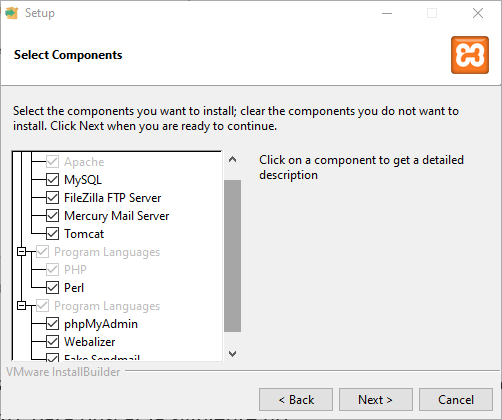 Setup
Select Components
Select the components you want to install; clear the components you do not want to
install. Click Next when you are ready to continue.
Apache
MySQL
FileZilla FTP Server
Mercury Mail Server
Tomcat
Program Languages
PHP
Perl
Program Languages
phpMyAdmin
Webalizer
Fake Sendmail
Click on a component to get a detailed
description
VMware InstallBuilder
< Back
Next >
Cancel